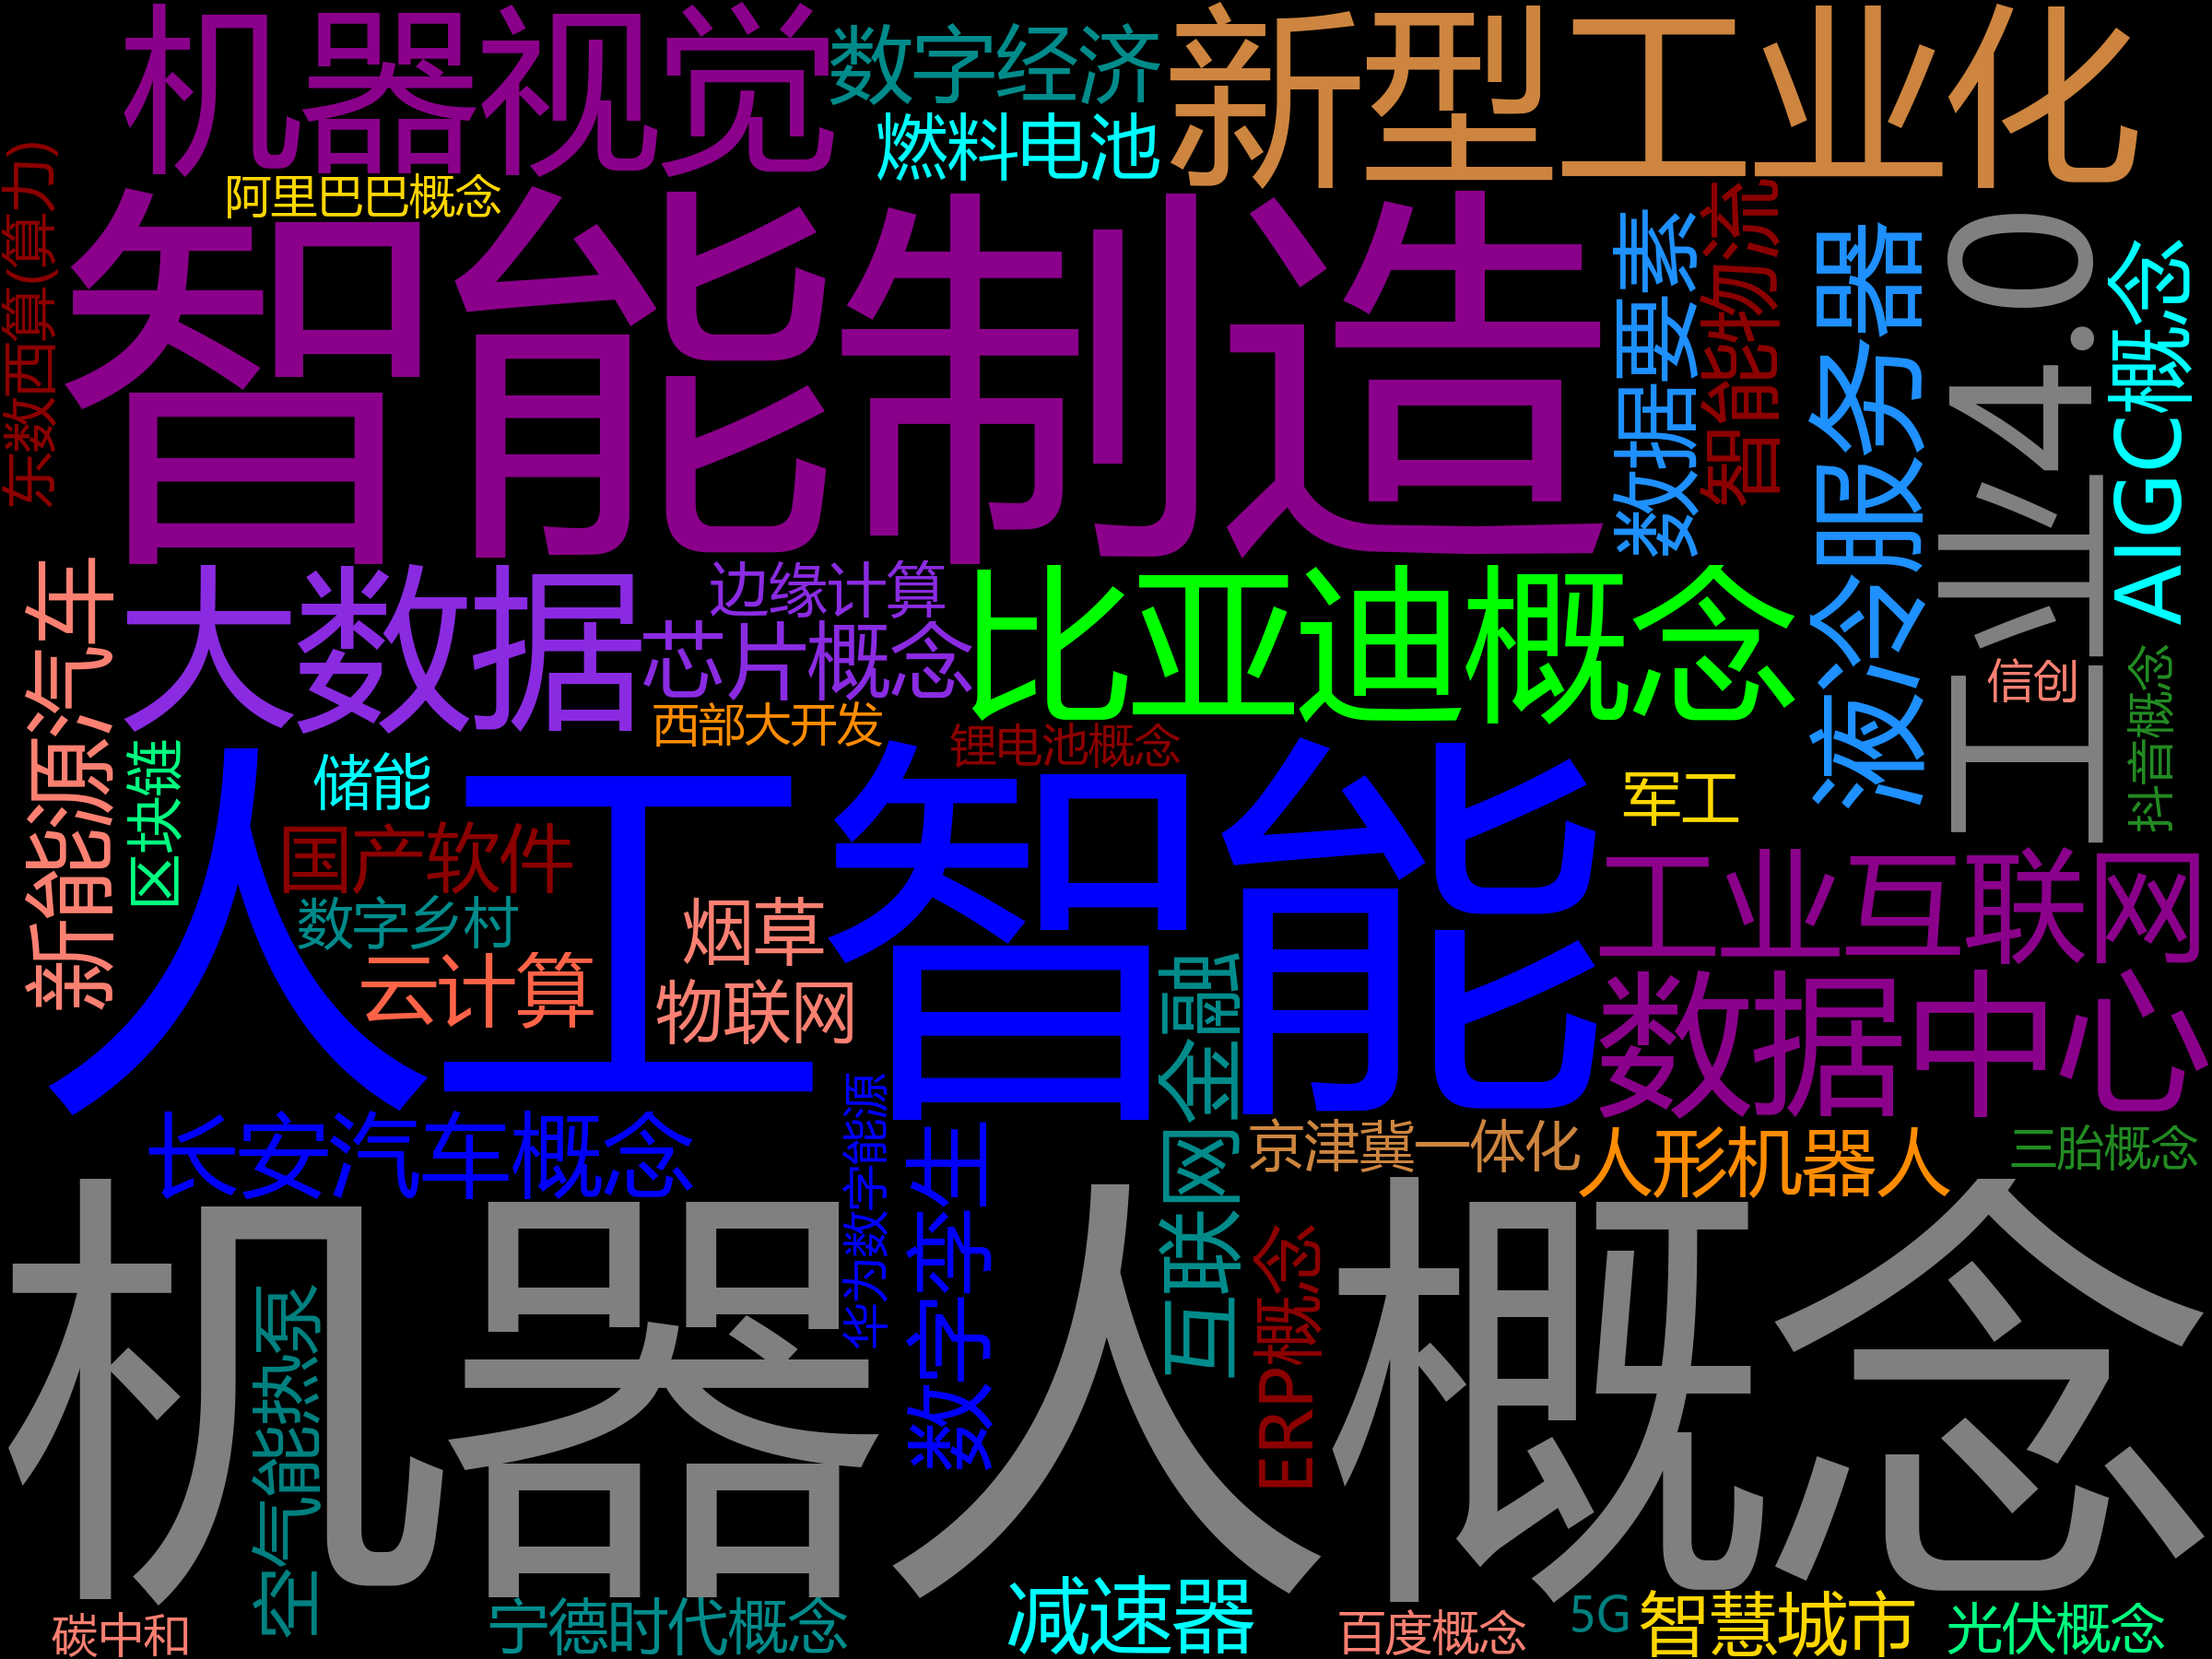 机器视觉
数字经济
新型工业化
燃料电池
阿里巴巴概念
东数西算(算力)
智能制造
数据要素
智能物流
液冷服务器
工业4.0
AIGC概念
新能源汽车
大数据
边缘计算
芯片概念
比亚迪概念
西部大开发
锂电池概念
信创
抖音概念
区块链
储能
人工智能
军工
国产软件
数字乡村
云计算
烟草
物联网
工业互联网
数据中心
互联网金融
长安汽车概念
华为数字能源
数字孪生
京津冀一体化
人形机器人
三胎概念
机器人概念
空气能热泵
ERP概念
碳中和
宁德时代概念
减速器
百度概念
5G
智慧城市
光伏概念